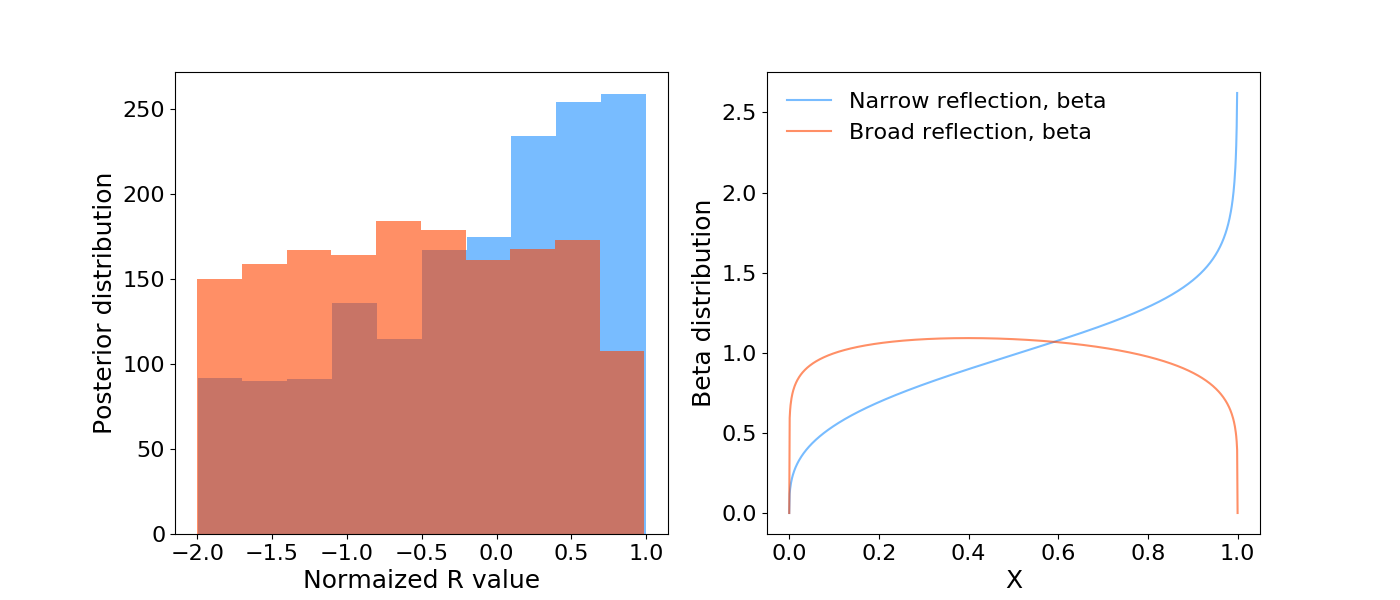 Posterior distribution
250
200
150
100
50
0
−2.0 −1.5 −1.0 −0.5 0.0 0.5 1.0
Normaized R value
Beta distribution
2.5
2.0
1.5
1.0
0.5
0.0
Narrow reflection, beta
Broad reflection, beta
0.0 0.2 0.4 0.6 0.8 1.0
X